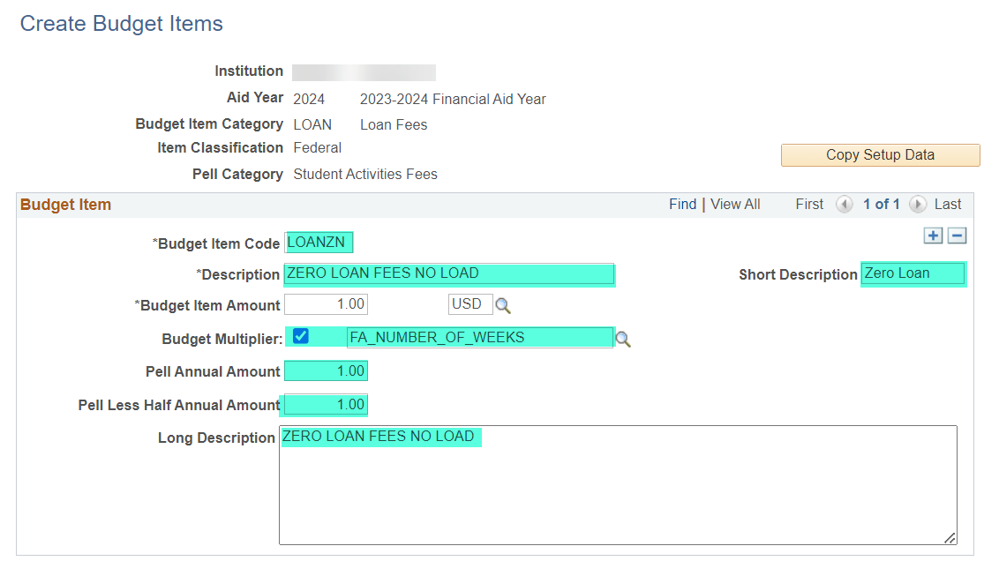 Create Budget Items
Institution
Aid Year 2024 2023-2024 Financial Aid Year
Budget Item Category LOAN Loan Fees
Item Classification Federal
Copy Setup Data
Pell Category Student Activities Fees
Budget Item Find | View All First 1 of 1 Last
*Budget Item Code LOANZN
*Description ZERO LOAN FEES NO LOAD Short Description Zero Loan
*Budget Item Amount 1.00 USD
Budget Multiplier: FA_NUMBER_OF_WEEKS
Pell Annual Amount 1.00
Pell Less Half Annual Amount 1.00
Long Description ZERO LOAN FEES NO LOAD